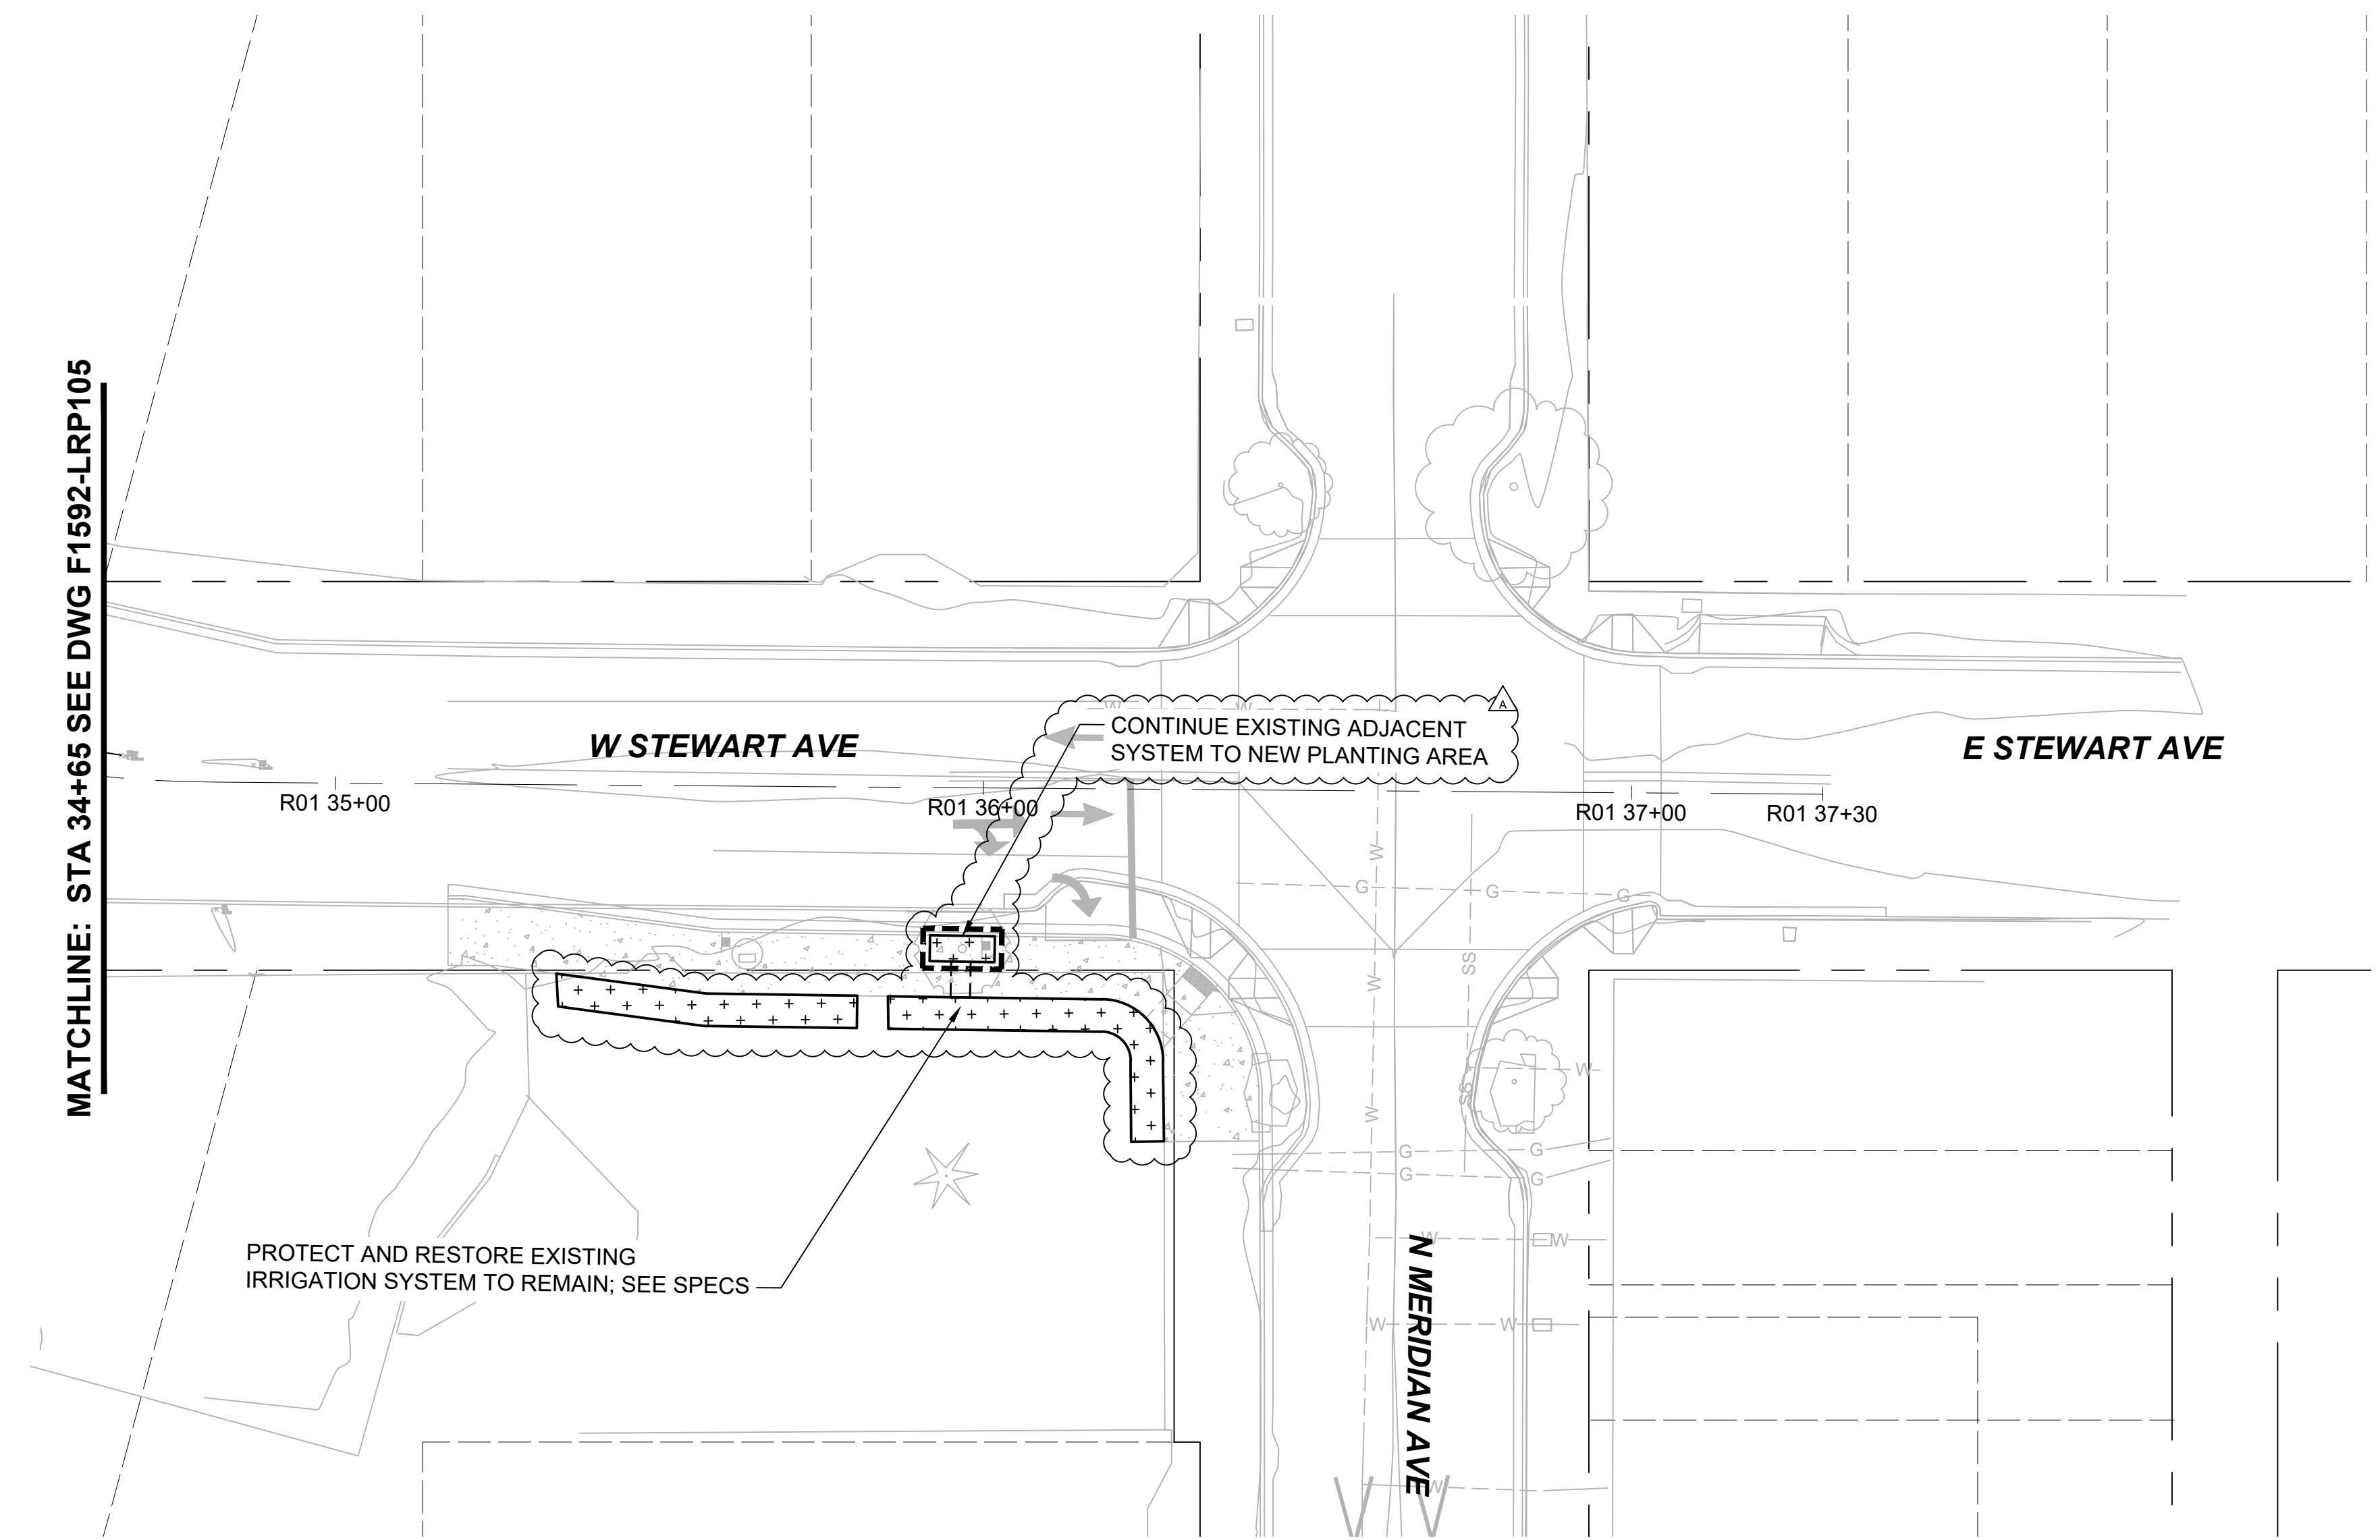 MATCHLINE: STA 34+65 SEE DWG F1592-LRP105
W STEWART AVE
CONTINUE EXISTING ADJACENT
SYSTEM TO NEW PLANTING AREA
A
E STEWART AVE
R01 35+00
R01 36+00
R01 37+00
R01 37+30
W
W
W
G
G
G
SS
W
W
W
SS
G
G
G
G
PROTECT AND RESTORE EXISTING
IRRIGATION SYSTEM TO REMAIN; SEE SPECS
N MERIDIAN AVE
W
W
W
W
W